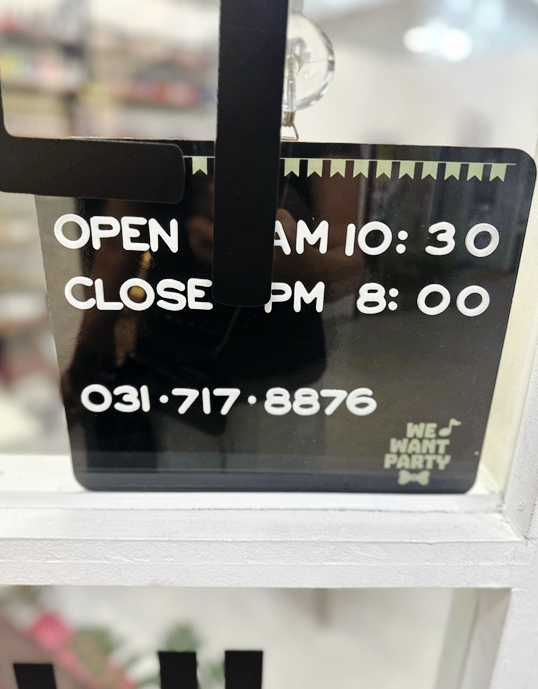 OPEN AM 10: 30
CLOSE PM 8: 00
031·717·8876
WE
WANT
PARTY